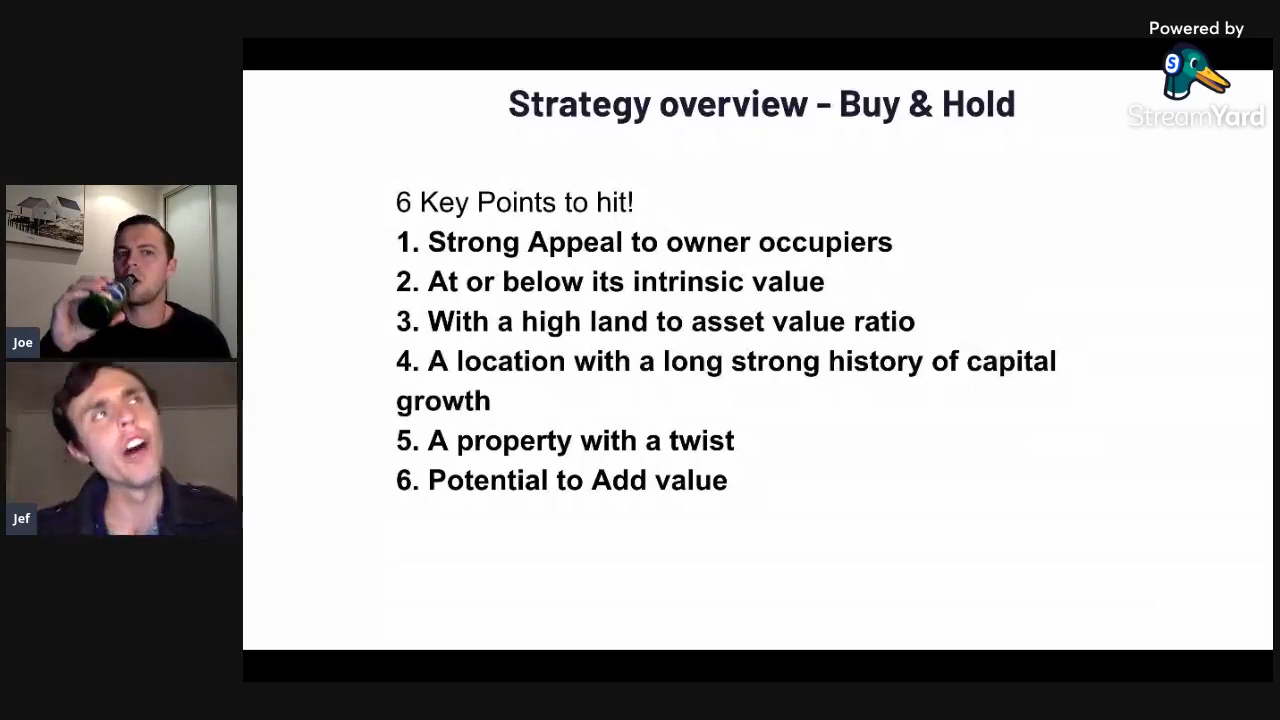 Powered by
StreamYard
Strategy overview - Buy & Hold
6 Key Points to hit!
1. Strong Appeal to owner occupiers
2. At or below its intrinsic value
3. With a high land to asset value ratio
4. A location with a long strong history of capital
growth
5. A property with a twist
6. Potential to Add value
Joe
Jef